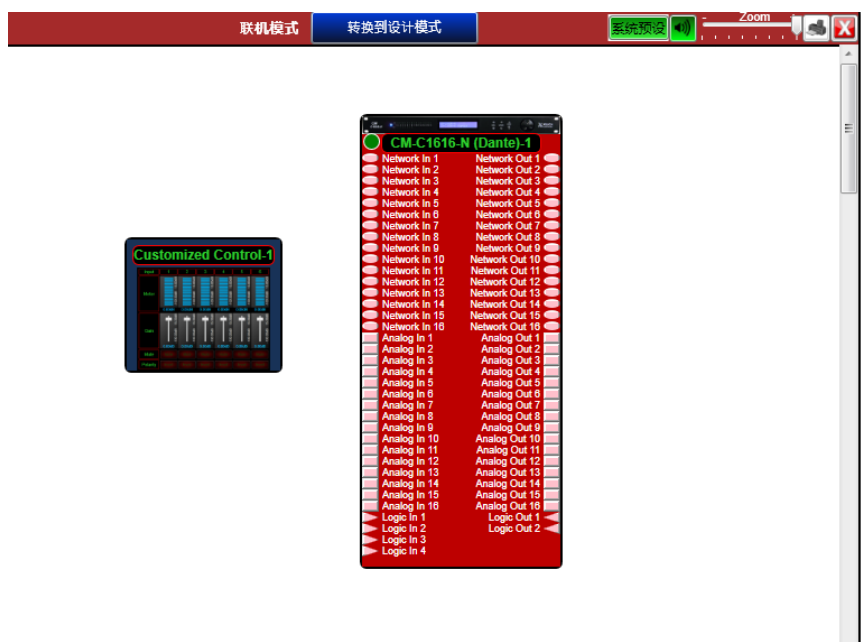 联机模式 转换到设计模式 系统预设 Zoom
CM-C1616-N (Dante)-1
Network In 1 Network Out 1
Network In 2 Network Out 2
Network In 3 Network Out 3
Network In 4 Network Out 4
Network In 5 Network Out 5
Network In 6 Network Out 6
Network In 7 Network Out 7
Network In 8 Network Out 8
Network In 9 Network Out 9
Network In 10 Network Out 10
Network In 11 Network Out 11
Network In 12 Network Out 12
Network In 13 Network Out 13
Network In 14 Network Out 14
Network In 15 Network Out 15
Network In 16 Network Out 16
Analog In 1 Analog Out 1
Analog In 2 Analog Out 2
Analog In 3 Analog Out 3
Analog In 4 Analog Out 4
Analog In 5 Analog Out 5
Analog In 6 Analog Out 6
Analog In 7 Analog Out 7
Analog In 8 Analog Out 8
Analog In 9 Analog Out 9
Analog In 10 Analog Out 10
Analog In 11 Analog Out 11
Analog In 12 Analog Out 12
Analog In 13 Analog Out 13
Analog In 14 Analog Out 14
Analog In 15 Analog Out 15
Analog In 16 Analog Out 16
Logic In 1 Logic Out 1
Logic In 2 Logic Out 2
Logic In 3
Logic In 4
Customized Control-1